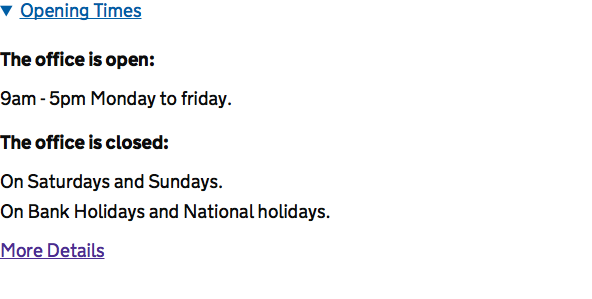 Opening Times
The office is open:
9am - 5pm Monday to friday.
The office is closed:
On Saturdays and Sundays.
On Bank Holidays and National holidays.
More Details